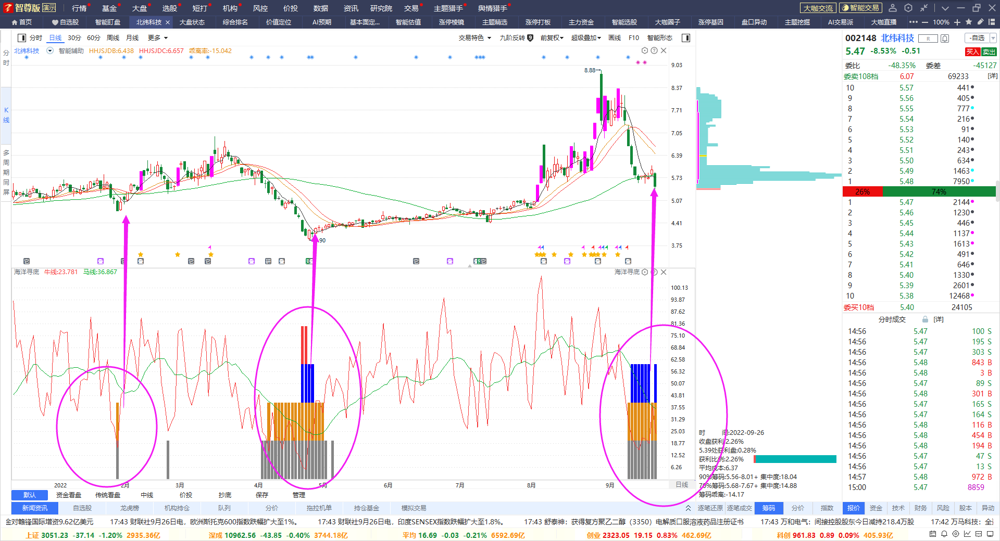 智尊版 演示 行情 基金 大盘 选股 短打 机构 风控 价投 数据 资讯 研究院 交易 主题猎手 舆情猎手 大咖交流 智能交易
首页 自选股 智能盯盘 北纬科技 大盘状态 综合排名 价值定位 AI预期 基本面定... 智能估值 涨停棱镜 主题精选 涨停打板 主力资金 智能选股 大咖圈子 涨停基因 盘口异动 主题挖掘 AI交易派 大咖直播 100%
分时 日线 30分 60分 周线 月线 更多 交易特色 九阶反转 9 前复权 超级叠加 画线 F10 智能形态
北纬科技 智能辅助 HHJSJDB:6.438 HHJSJDC:6.657 乖离率:-15.042
分时
K线
多周期同屏
8.88
90
9.03
8.37
7.71
7.05
6.39
5.73
5.07
4.41
3.75
海洋寻底 牛线:23.781 马线:36.867 海洋寻底
100.13
93.87
87.62
81.36
75.10
68.84
62.58
56.32
50.07
43.81
37.55
31.29
25.03
18.77
12.52
6.26
2022 2月 3月 4月 5月 6月 7月 8月 9月 日线
默认 资金看盘 传统看盘 中线 价投 抄底 保存 管理
新闻资讯 自选股 龙虎榜 机构持仓 队列 分价 拖拉机单 持仓基金 模拟交易
时 间:2022-09-26
收盘获利:2.26%
5.39处获利盘:0.28%
获利比例:2.26%
平均成本:6.37
90%筹码:5.56-8.01+ 集中度:18.04
70%筹码:5.68-7.67+ 集中度:14.88
筹码乖离:-14.17
逐笔还原 逐笔成交 筹码 分价 指数
002148 北纬科技 R -自选
5.47 -8.53% -0.51 买入 卖出
委比 -48.35% 委差 -45127
委卖108档 6.07 69233 [详]
10 5.57 441
9 5.56 405
8 5.55 777
7 5.54 216
6 5.53 91
5 5.52 140
4 5.51 243
3 5.50 634
2 5.49 1463
1 5.48 7950
26% 74%
1 5.47 2144
2 5.46 1230
3 5.45 446
4 5.44 1137
5 5.43 1613
6 5.42 491
7 5.41 646
8 5.40 1330
9 5.39 2601
10 5.38 12468
委买10档 5.40 24105
分时成交 [详]
14:56 5.47 100 S
14:56 5.47 195 S
14:56 5.47 303 S
14:56 5.48 843 B
14:56 5.48 3 B
14:56 5.47 89 S
14:56 5.48 301 B
14:56 5.47 165 S
14:56 5.47 164 S
14:56 5.48 116 B
14:56 5.48 454 B
14:56 5.48 194 B
14:56 5.47 47 S
14:56 5.47 13 S
14:57 5.48 972 B
15:00 5.47 8859
报价 资金 技术 财务 风险 股本 异动
金对赣锋国际增资9.62亿美元 17:43 财联社9月26日电，欧洲斯托克600指数跌幅扩大至1%。 17:43 财联社9月26日电，印度SENSEX指数跌幅扩大至1.8%。 17:43 舒泰神：获得复方聚乙二醇（3350）电解质口服溶液药品注册证书 17:43 万和电气：间接控股股东今日减持218.4万股 17:42 万马科技：
上证 3051.23 -37.14 -1.20% 2935.36亿 深成 10962.56 -43.85 -0.40% 3744.18亿 平均 16.69 -0.03 -0.21% 6592.69亿 创业 2323.05 19.15 0.83% 462.69亿 科创 961.83 0.89 0.09% 405.93亿